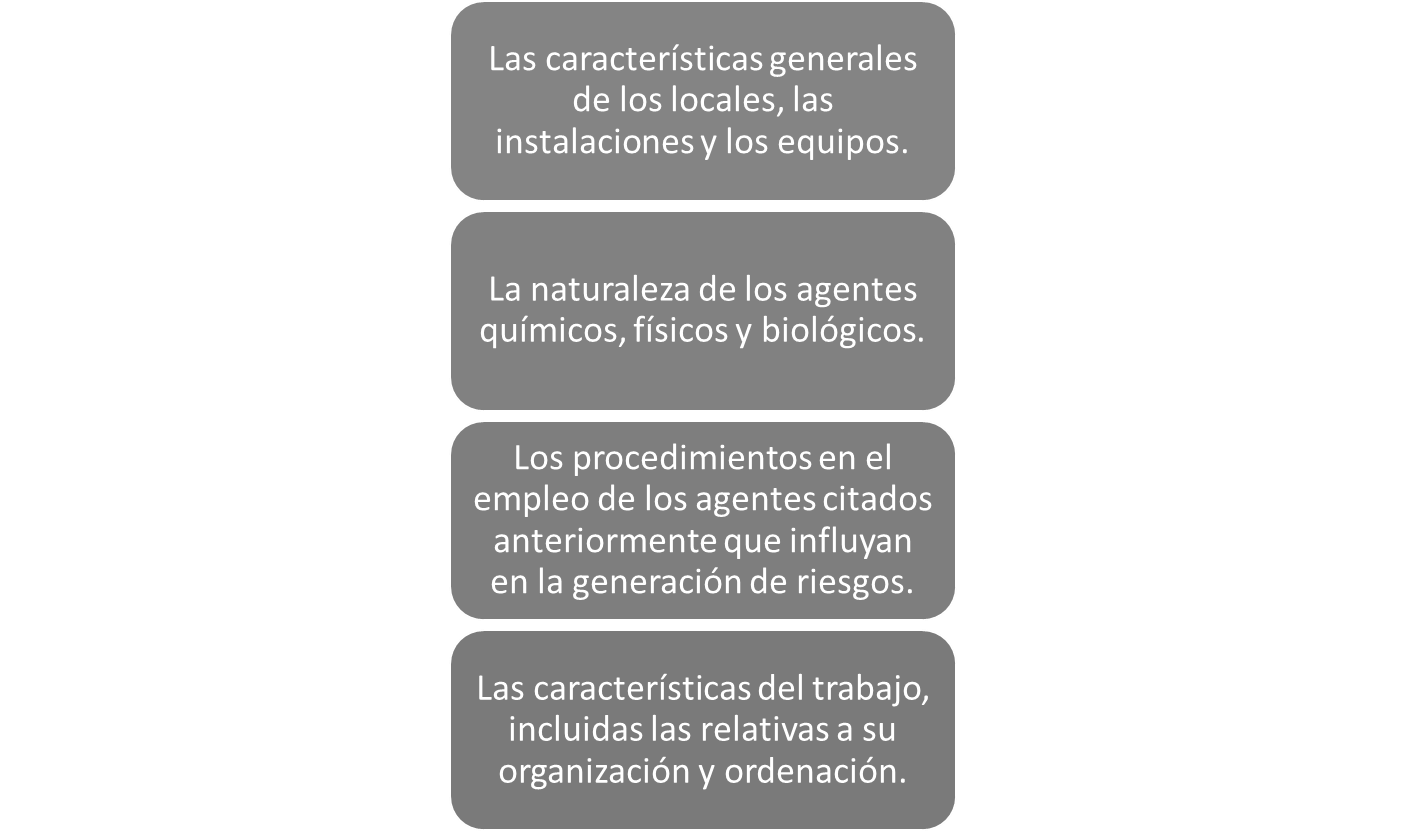 Las características generales
de los locales, las
instalaciones y los equipos.
La naturaleza de los agentes
químicos, físicos y biológicos.
Los procedimientos en el
empleo de los agentes citados
anteriormente que influyan
en la generación de riesgos.
Las características del trabajo,
incluidas las relativas a su
organización y ordenación.